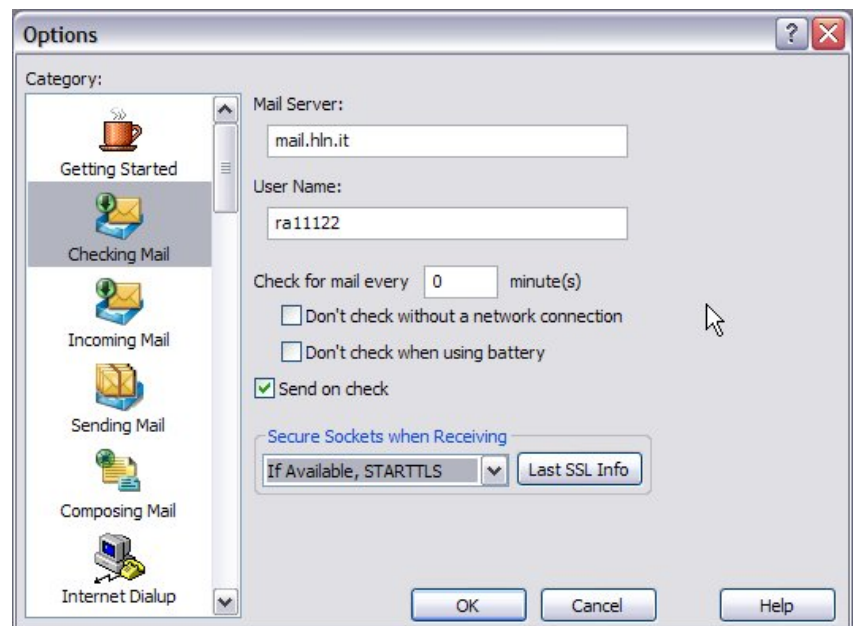 Options
Category:
Getting Started
Checking Mail
Incoming Mail
Sending Mail
Composing Mail
Internet Dialup
Mail Server:
mail.hln.it
User Name:
ra11122
Check for mail every 0 minute(s)
Don't check without a network connection
Don't check when using battery
Send on check
Secure Sockets when Receiving
If Available, STARTTLS Last SSL Info
OK Cancel Help